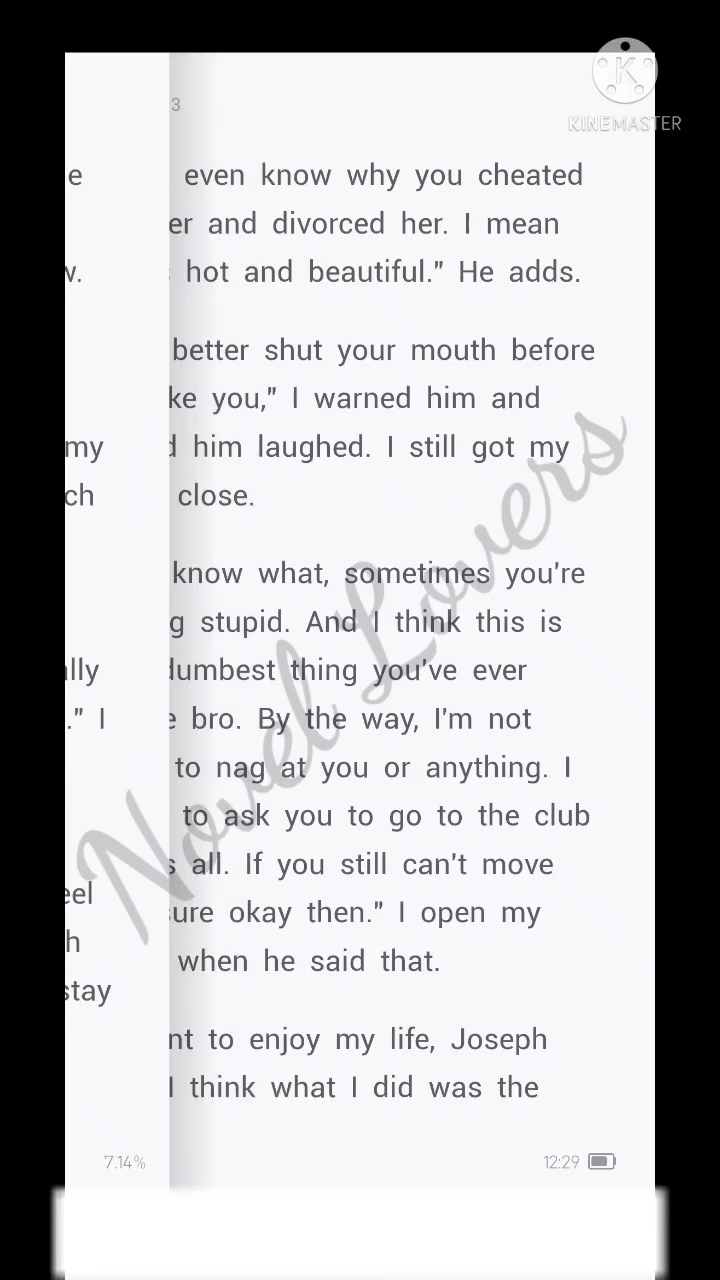 3
KINEMASTER
e
even know why you cheated
er and divorced her. I mean
w.
hot and beautiful." He adds.
better shut your mouth before
ke you," I warned him and
my
d him laughed. I still got my
ch
close.
know what, sometimes you're
g stupid. And I think this is
ally
dumbest thing you've ever
." I
e bro. By the way, I'm not
to nag at you or anything. I
to ask you to go to the club
s all. If you still can't move
eel
sure okay then." I open my
h
when he said that.
stay
nt to enjoy my life, Joseph
I think what I did was the
Novel Lovers
7.14%
12:29